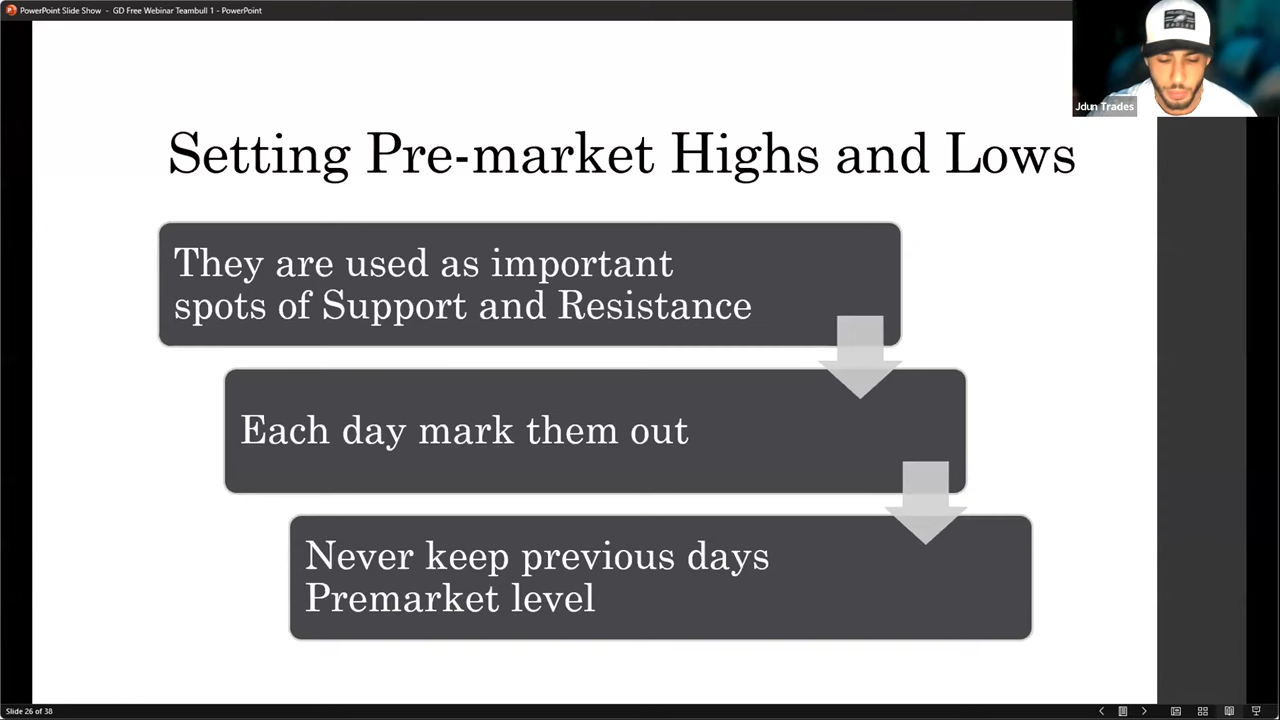 PowerPoint Slide Show - GD Free Webinar Teambull 1 - PowerPoint
Jdun Trades
Setting Pre-market Highs and Lows
They are used as important
spots of Support and Resistance
Each day mark them out
Never keep previous days
Premarket level
Slide 26 of 38